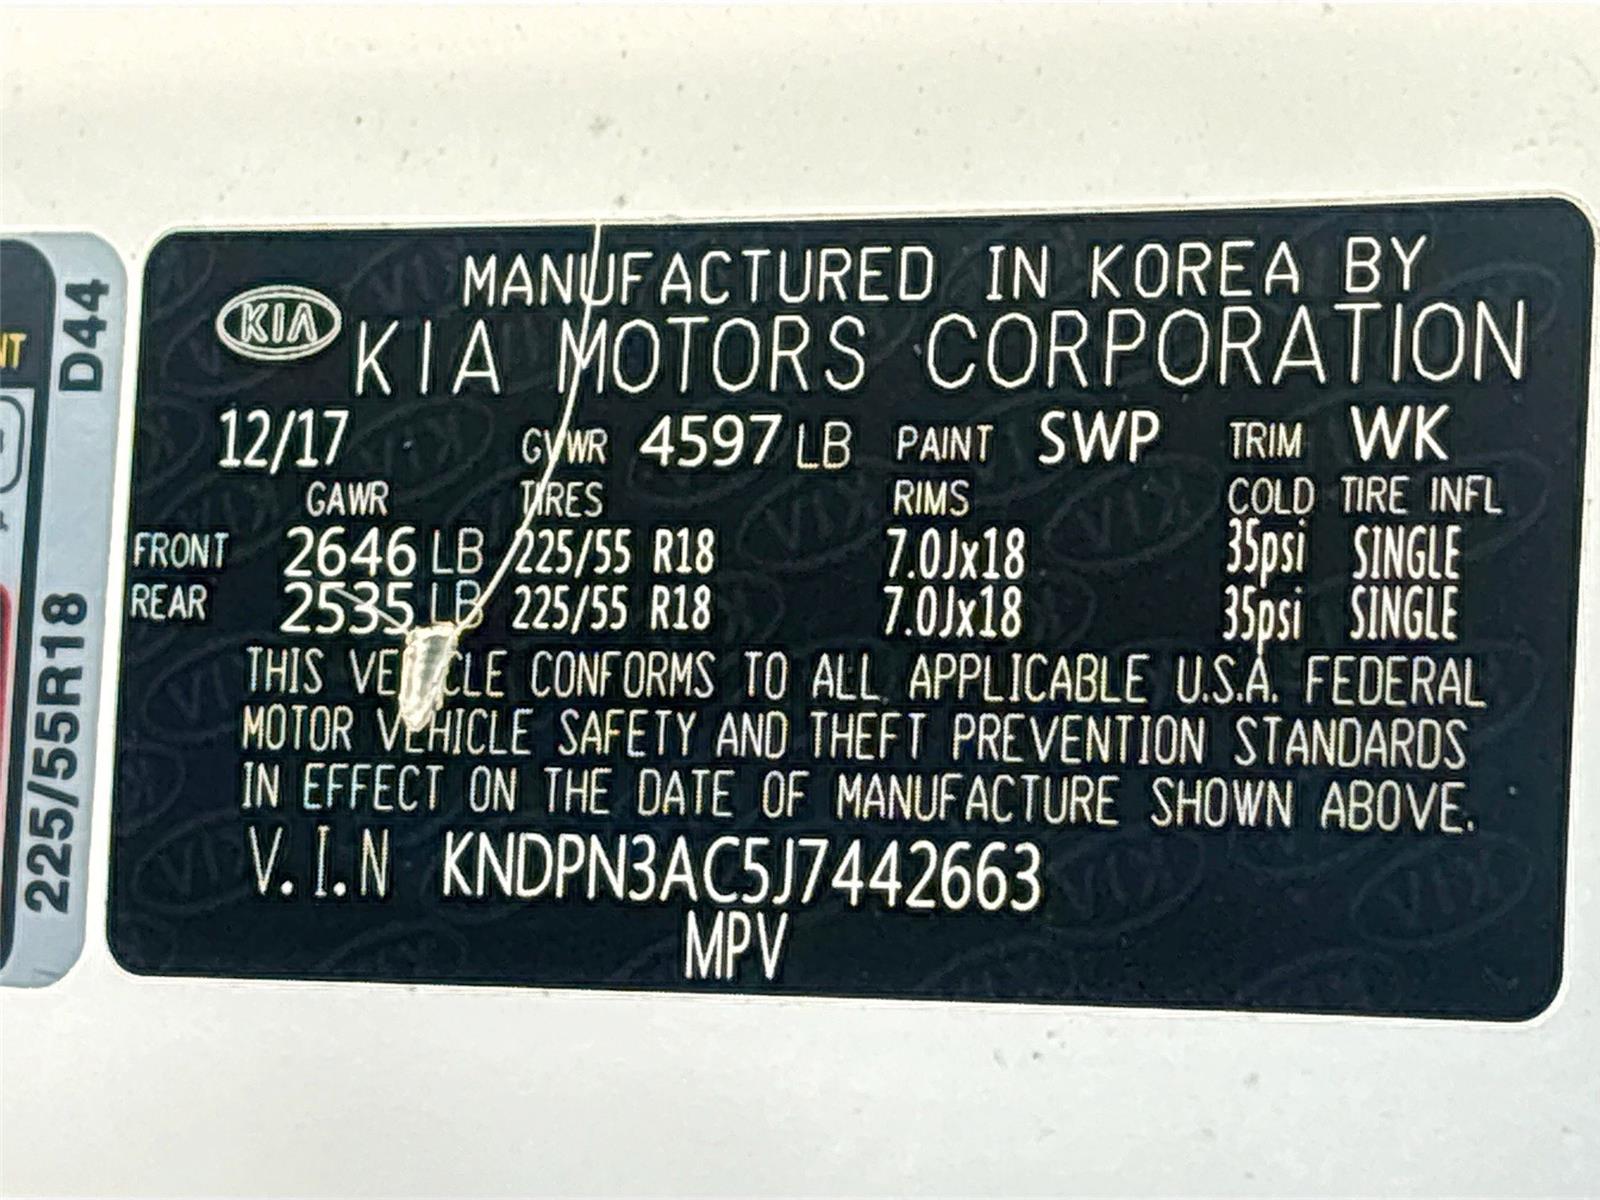 KIA
MANUFACTURED IN KOREA BY
KIA MOTORS CORPORATION
12/17 GVWR 4597 LB PAINT SWP TRIM WK
GAWR TIRES RIMS COLD TIRE INFL
FRONT 2646 LB 225/55 R18 7.0Jx18 35psi SINGLE
REAR 2535 LB 225/55 R18 7.0Jx18 35psi SINGLE
THIS VEHICLE CONFORMS TO ALL APPLICABLE U.S.A. FEDERAL
MOTOR VEHICLE SAFETY AND THEFT PREVENTION STANDARDS
IN EFFECT ON THE DATE OF MANUFACTURE SHOWN ABOVE.
V.I.N KNDPN3AC5J7442663
MPV
225/55R18 D44
NT